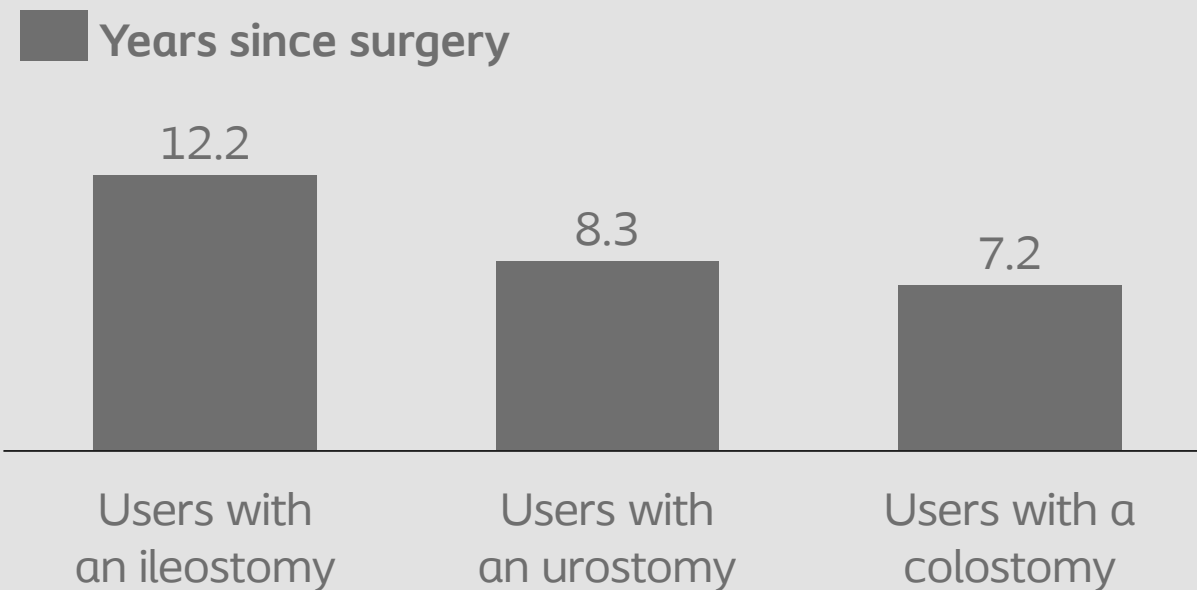 Years since surgery
12.2
8.3
7.2
Users with
an ileostomy
Users with
an urostomy
Users with a
colostomy